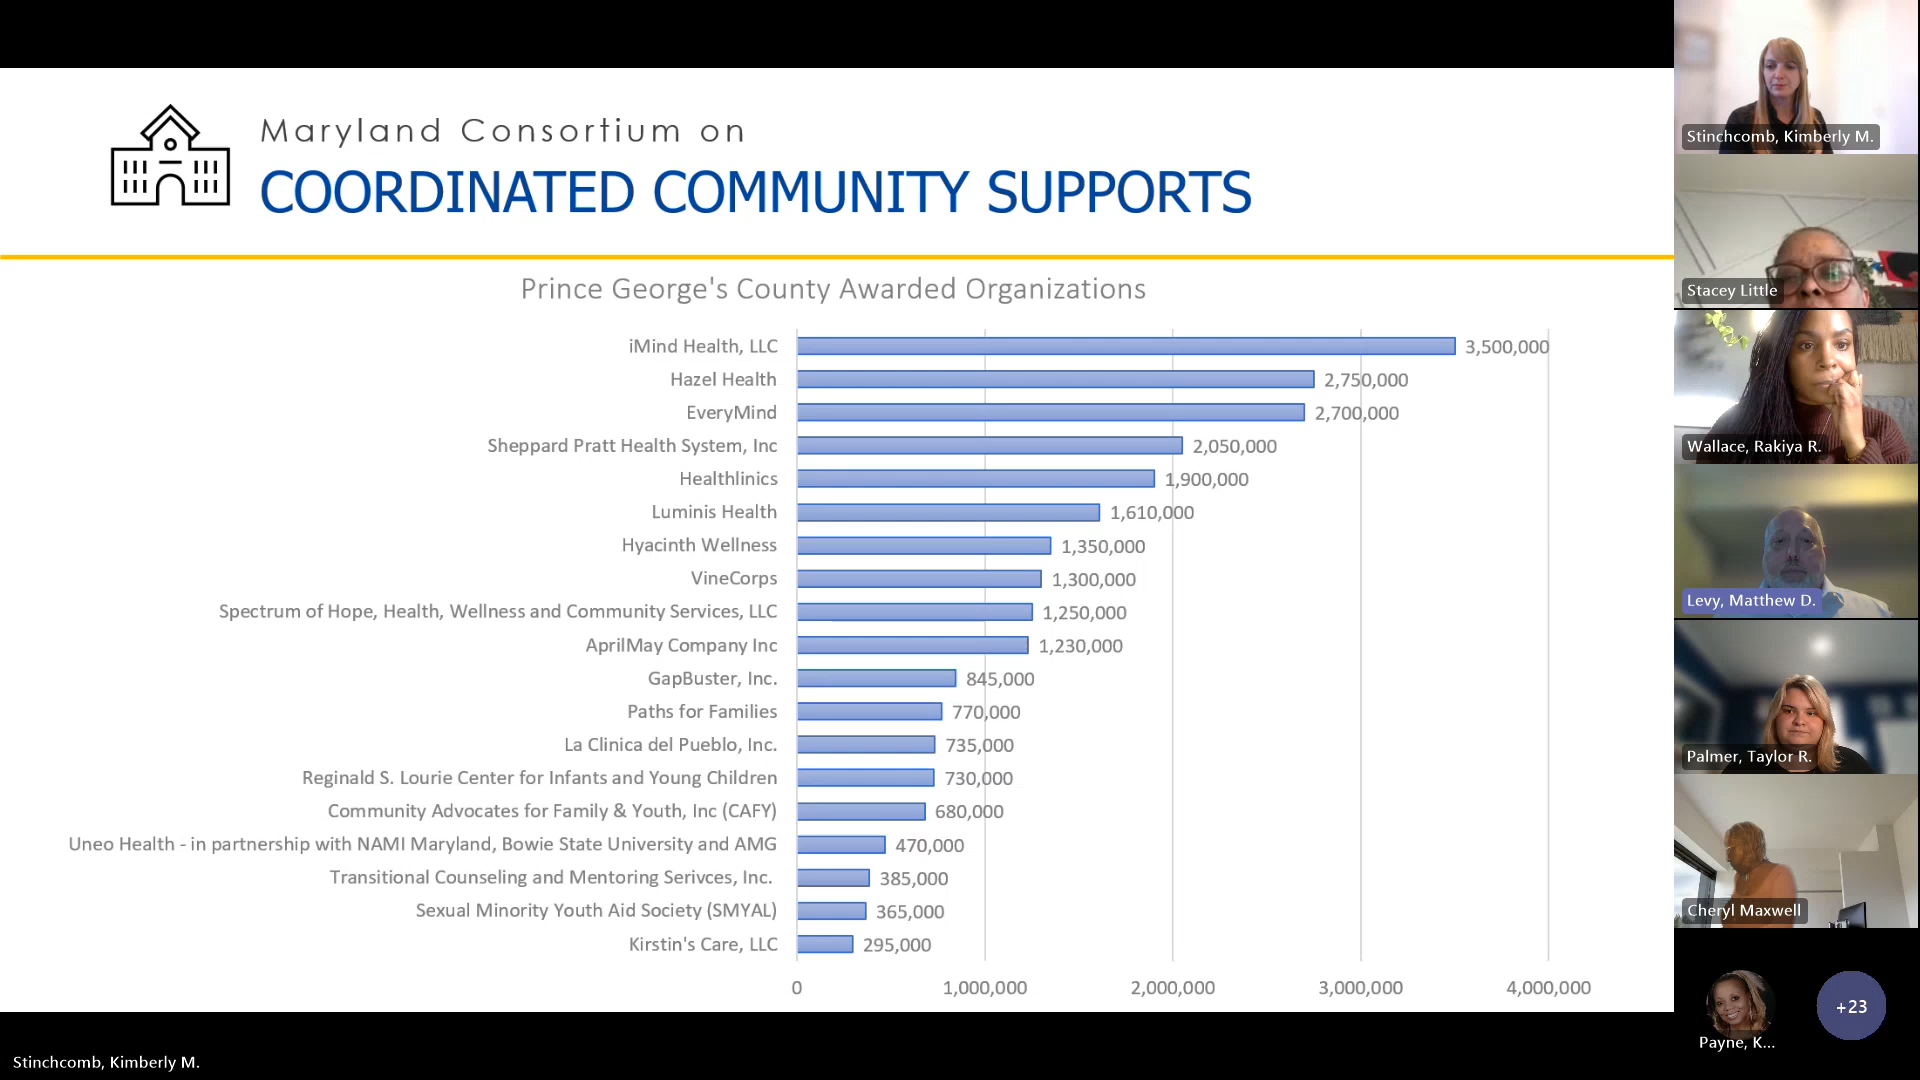 Maryland Consortium on
COORDINATED COMMUNITY SUPPORTS
Prince George's County Awarded Organizations
iMind Health, LLC 3,500,000
Hazel Health 2,750,000
EveryMind 2,700,000
Sheppard Pratt Health System, Inc 2,050,000
Healthlinics 1,900,000
Luminis Health 1,610,000
Hyacinth Wellness 1,350,000
VineCorps 1,300,000
Spectrum of Hope, Health, Wellness and Community Services, LLC 1,250,000
AprilMay Company Inc 1,230,000
GapBuster, Inc. 845,000
Paths for Families 770,000
La Clinica del Pueblo, Inc. 735,000
Reginald S. Lourie Center for Infants and Young Children 730,000
Community Advocates for Family & Youth, Inc (CAFY) 680,000
Uneo Health - in partnership with NAMI Maryland, Bowie State University and AMG 470,000
Transitional Counseling and Mentoring Serivces, Inc. 385,000
Sexual Minority Youth Aid Society (SMYAL) 365,000
Kirstin's Care, LLC 295,000
0 1,000,000 2,000,000 3,000,000 4,000,000
Stinchcomb, Kimberly M.
Stacey Little
Wallace, Rakiya R.
Levy, Matthew D.
Palmer, Taylor R.
Cheryl Maxwell
Payne, K...
+23
Stinchcomb, Kimberly M.